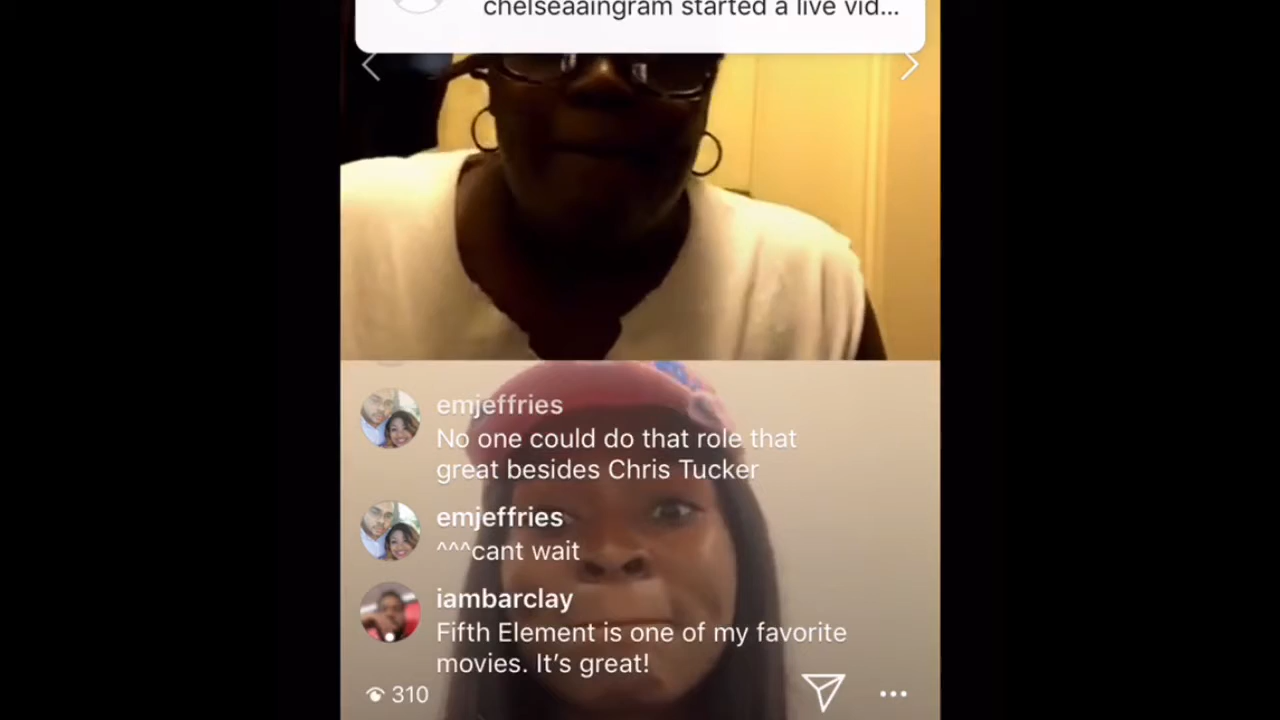 chelseaaingram started a live vid...
emjeffries
No one could do that role that
great besides Chris Tucker
emjeffries
^^^cant wait
iambarclay
Fifth Element is one of my favorite
movies. It’s great!
310